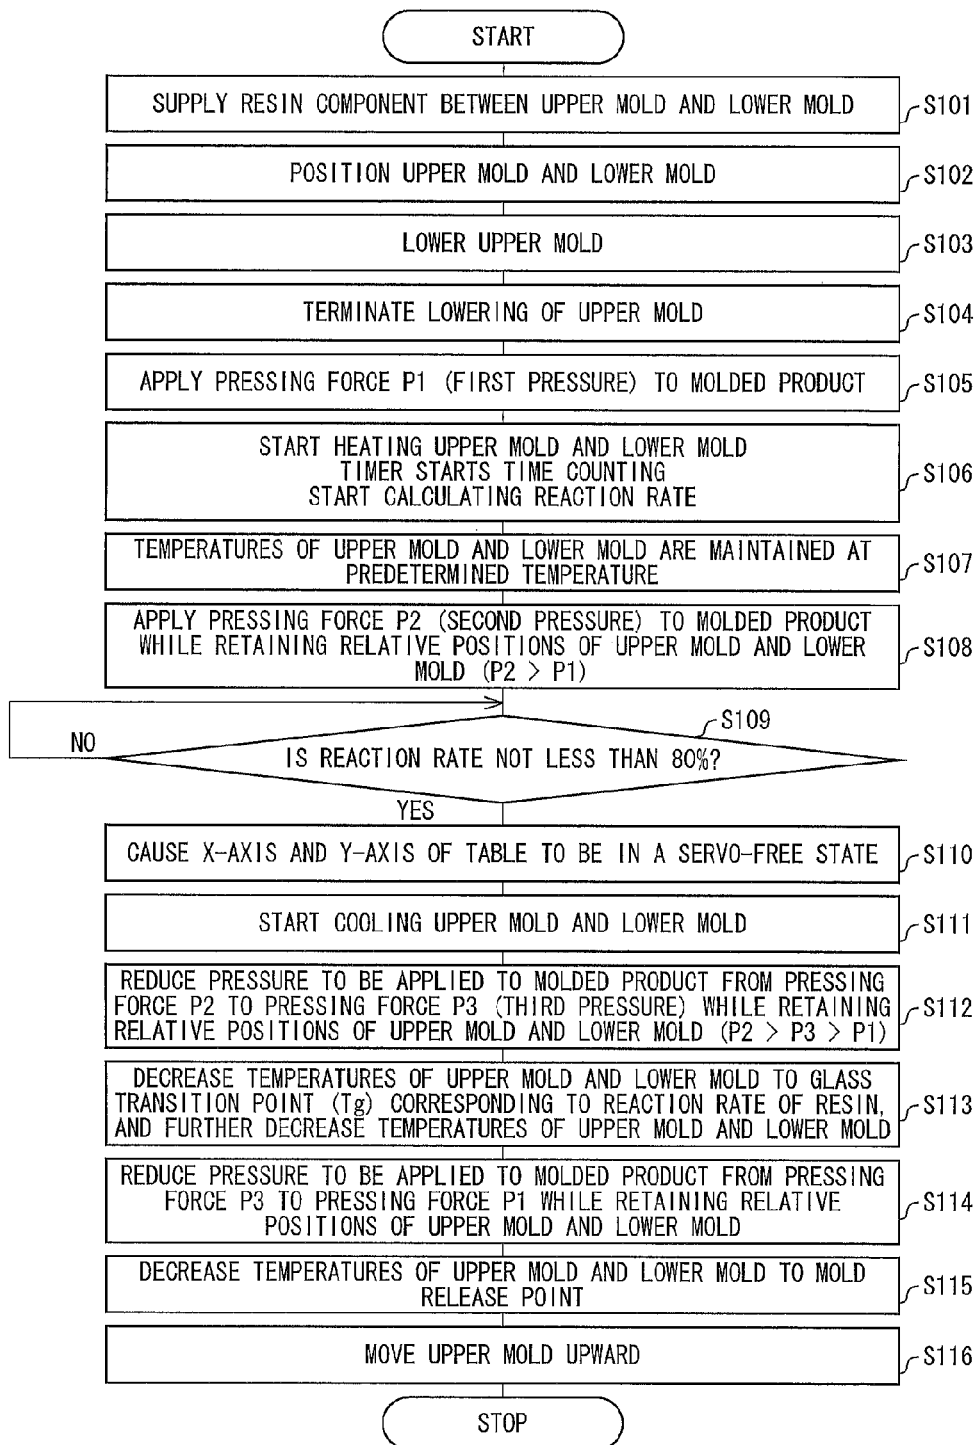 START
SUPPLY RESIN COMPONENT BETWEEN UPPER MOLD AND LOWER MOLD
S101
POSITION UPPER MOLD AND LOWER MOLD
S102
LOWER UPPER MOLD
S103
TERMINATE LOWERING OF UPPER MOLD
S104
APPLY PRESSING FORCE P1 (FIRST PRESSURE) TO MOLDED PRODUCT
S105
START HEATING UPPER MOLD AND LOWER MOLD
TIMER STARTS TIME COUNTING
START CALCULATING REACTION RATE
S106
TEMPERATURES OF UPPER MOLD AND LOWER MOLD ARE MAINTAINED AT
PREDETERMINED TEMPERATURE
S107
APPLY PRESSING FORCE P2 (SECOND PRESSURE) TO MOLDED PRODUCT
WHILE RETAINING RELATIVE POSITIONS OF UPPER MOLD AND LOWER
MOLD (P2 > P1)
S108
S109
NO
IS REACTION RATE NOT LESS THAN 80%?
YES
CAUSE X-AXIS AND Y-AXIS OF TABLE TO BE IN A SERVO-FREE STATE
S110
START COOLING UPPER MOLD AND LOWER MOLD
S111
REDUCE PRESSURE TO BE APPLIED TO MOLDED PRODUCT FROM PRESSING
FORCE P2 TO PRESSING FORCE P3 (THIRD PRESSURE) WHILE RETAINING
RELATIVE POSITIONS OF UPPER MOLD AND LOWER MOLD (P2 > P3 > P1)
S112
DECREASE TEMPERATURES OF UPPER MOLD AND LOWER MOLD TO GLASS
TRANSITION POINT (Tg) CORRESPONDING TO REACTION RATE OF RESIN,
AND FURTHER DECREASE TEMPERATURES OF UPPER MOLD AND LOWER MOLD
S113
REDUCE PRESSURE TO BE APPLIED TO MOLDED PRODUCT FROM PRESSING
FORCE P3 TO PRESSING FORCE P1 WHILE RETAINING RELATIVE
POSITIONS OF UPPER MOLD AND LOWER MOLD
S114
DECREASE TEMPERATURES OF UPPER MOLD AND LOWER MOLD TO MOLD
RELEASE POINT
S115
MOVE UPPER MOLD UPWARD
S116
STOP